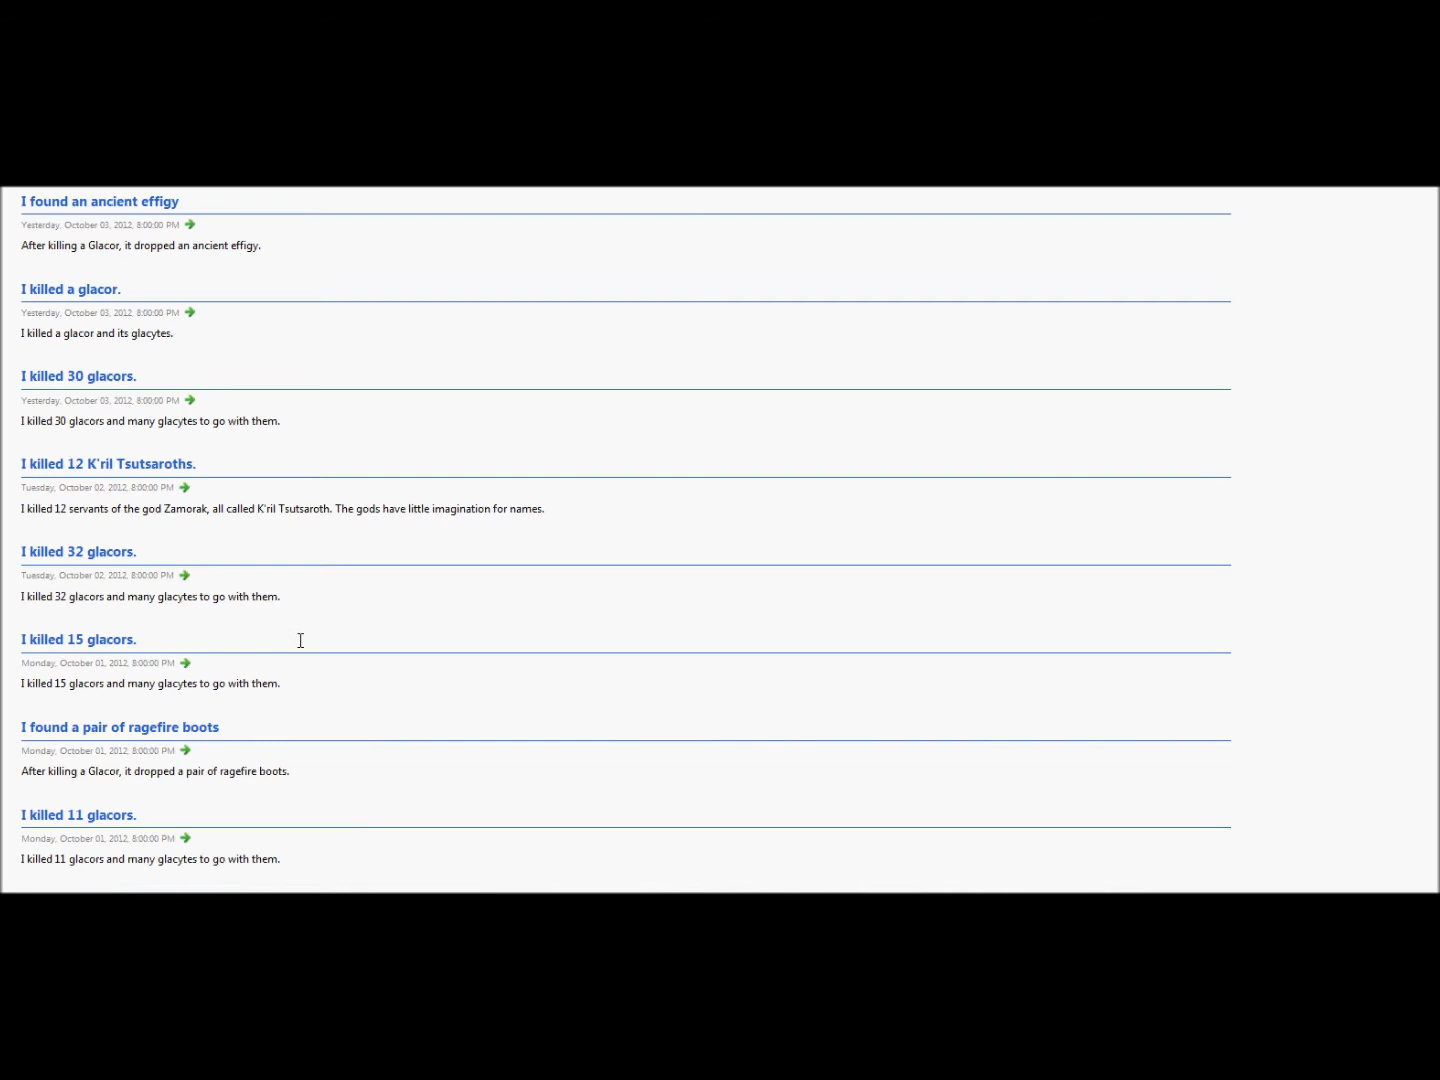 I found an ancient effigy
Yesterday, October 03, 2012, 8:00:00 PM
After killing a Glacor, it dropped an ancient effigy.
I killed a glacor.
Yesterday, October 03, 2012, 8:00:00 PM
I killed a glacor and its glacytes.
I killed 30 glacors.
Yesterday, October 03, 2012, 8:00:00 PM
I killed 30 glacors and many glacytes to go with them.
I killed 12 K'ril Tsutsaroths.
Tuesday, October 02, 2012, 8:00:00 PM
I killed 12 servants of the god Zamorak, all called K'ril Tsutsaroth. The gods have little imagination for names.
I killed 32 glacors.
Tuesday, October 02, 2012, 8:00:00 PM
I killed 32 glacors and many glacytes to go with them.
I killed 15 glacors.
Monday, October 01, 2012, 8:00:00 PM
I killed 15 glacors and many glacytes to go with them.
I found a pair of ragefire boots
Monday, October 01, 2012, 8:00:00 PM
After killing a Glacor, it dropped a pair of ragefire boots.
I killed 11 glacors.
Monday, October 01, 2012, 8:00:00 PM
I killed 11 glacors and many glacytes to go with them.